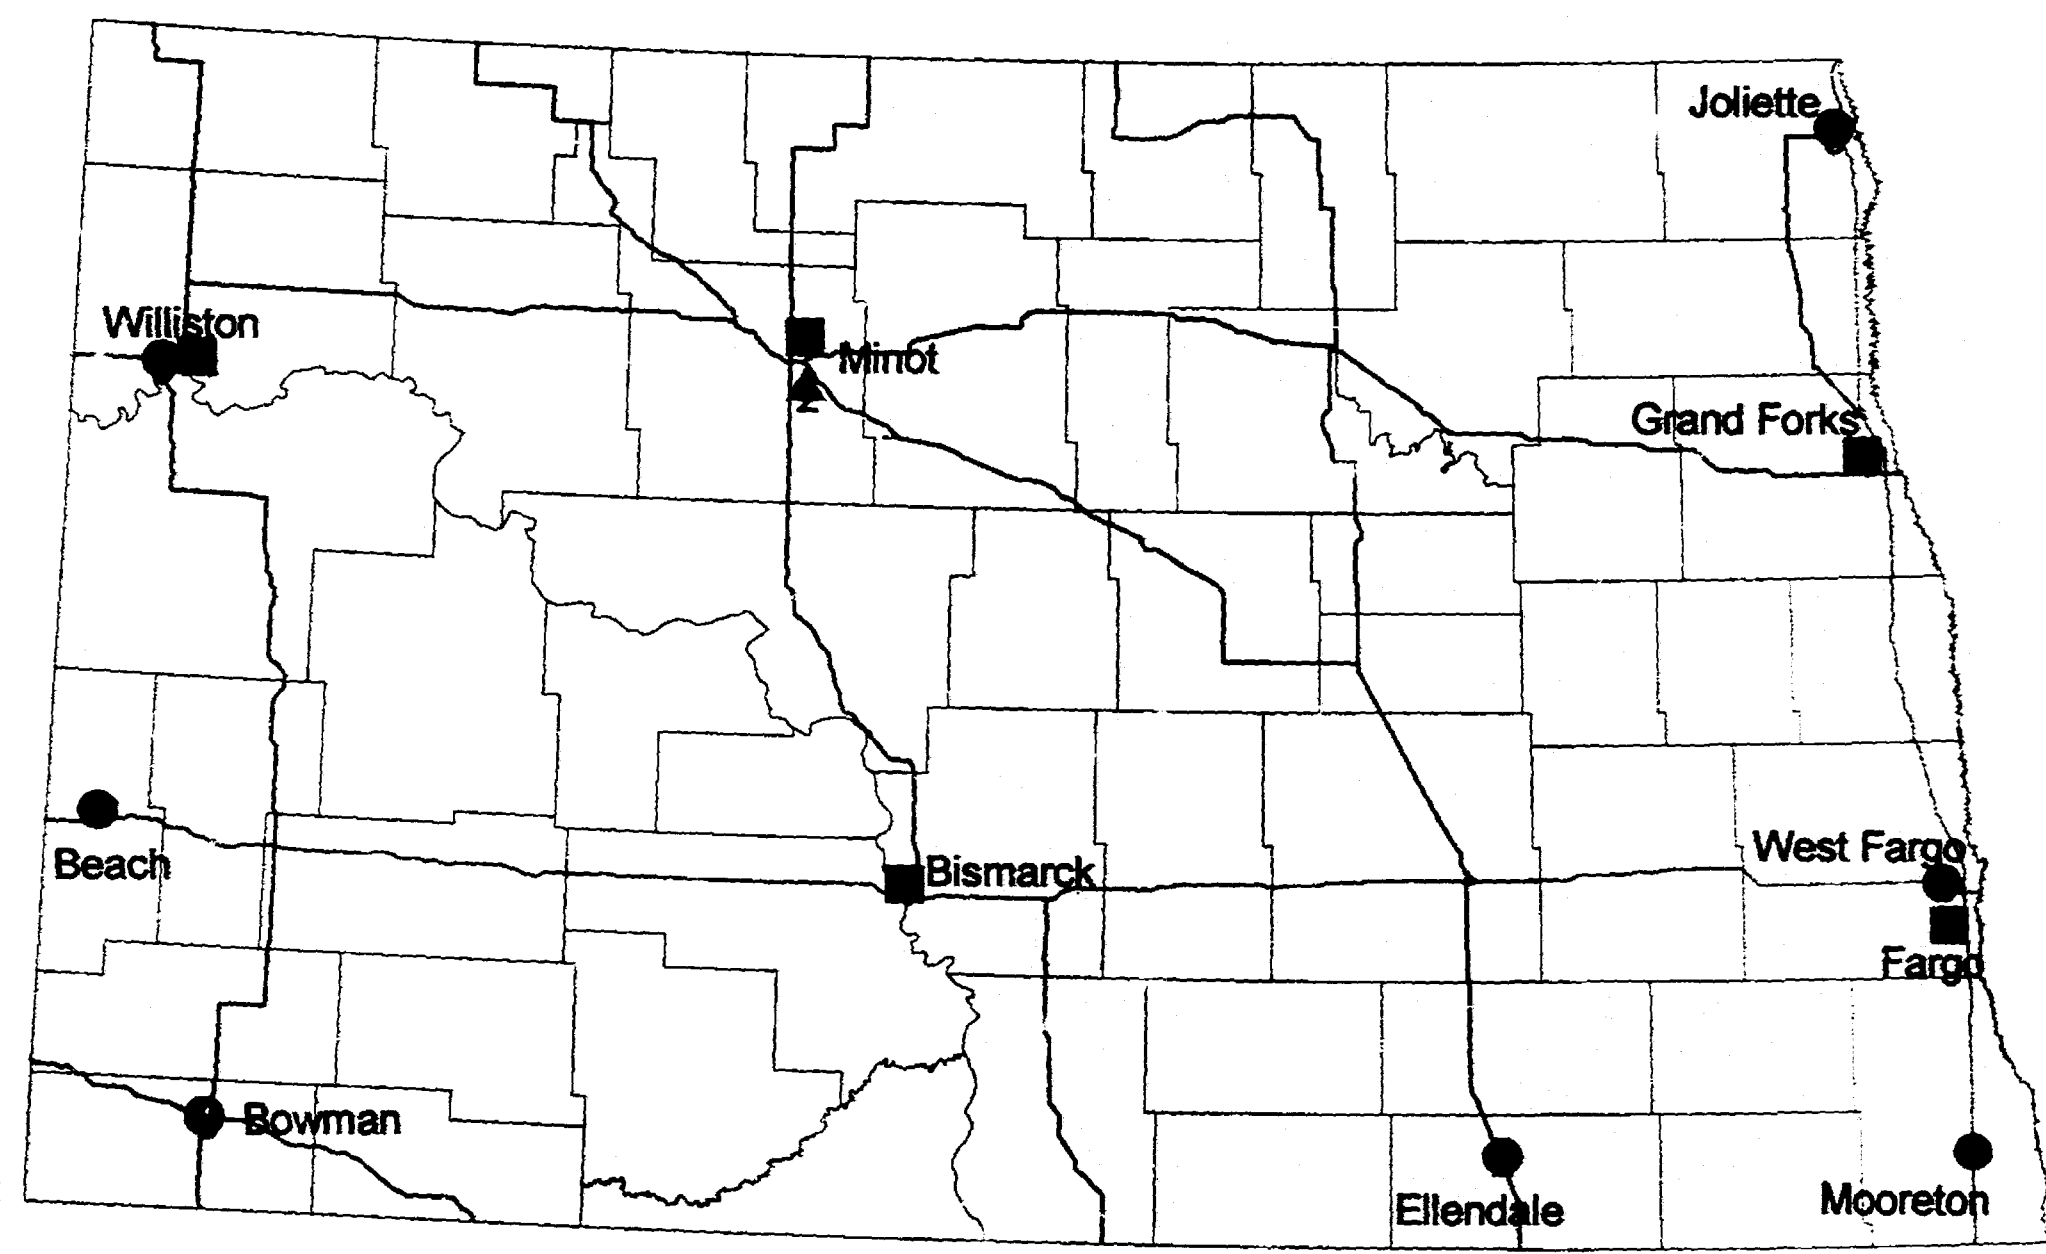 Joliette
Williston
Minot
Grand Forks
Beach
Bismarck
West Fargo
Fargo
Bowman
Ellendale
Mooreton